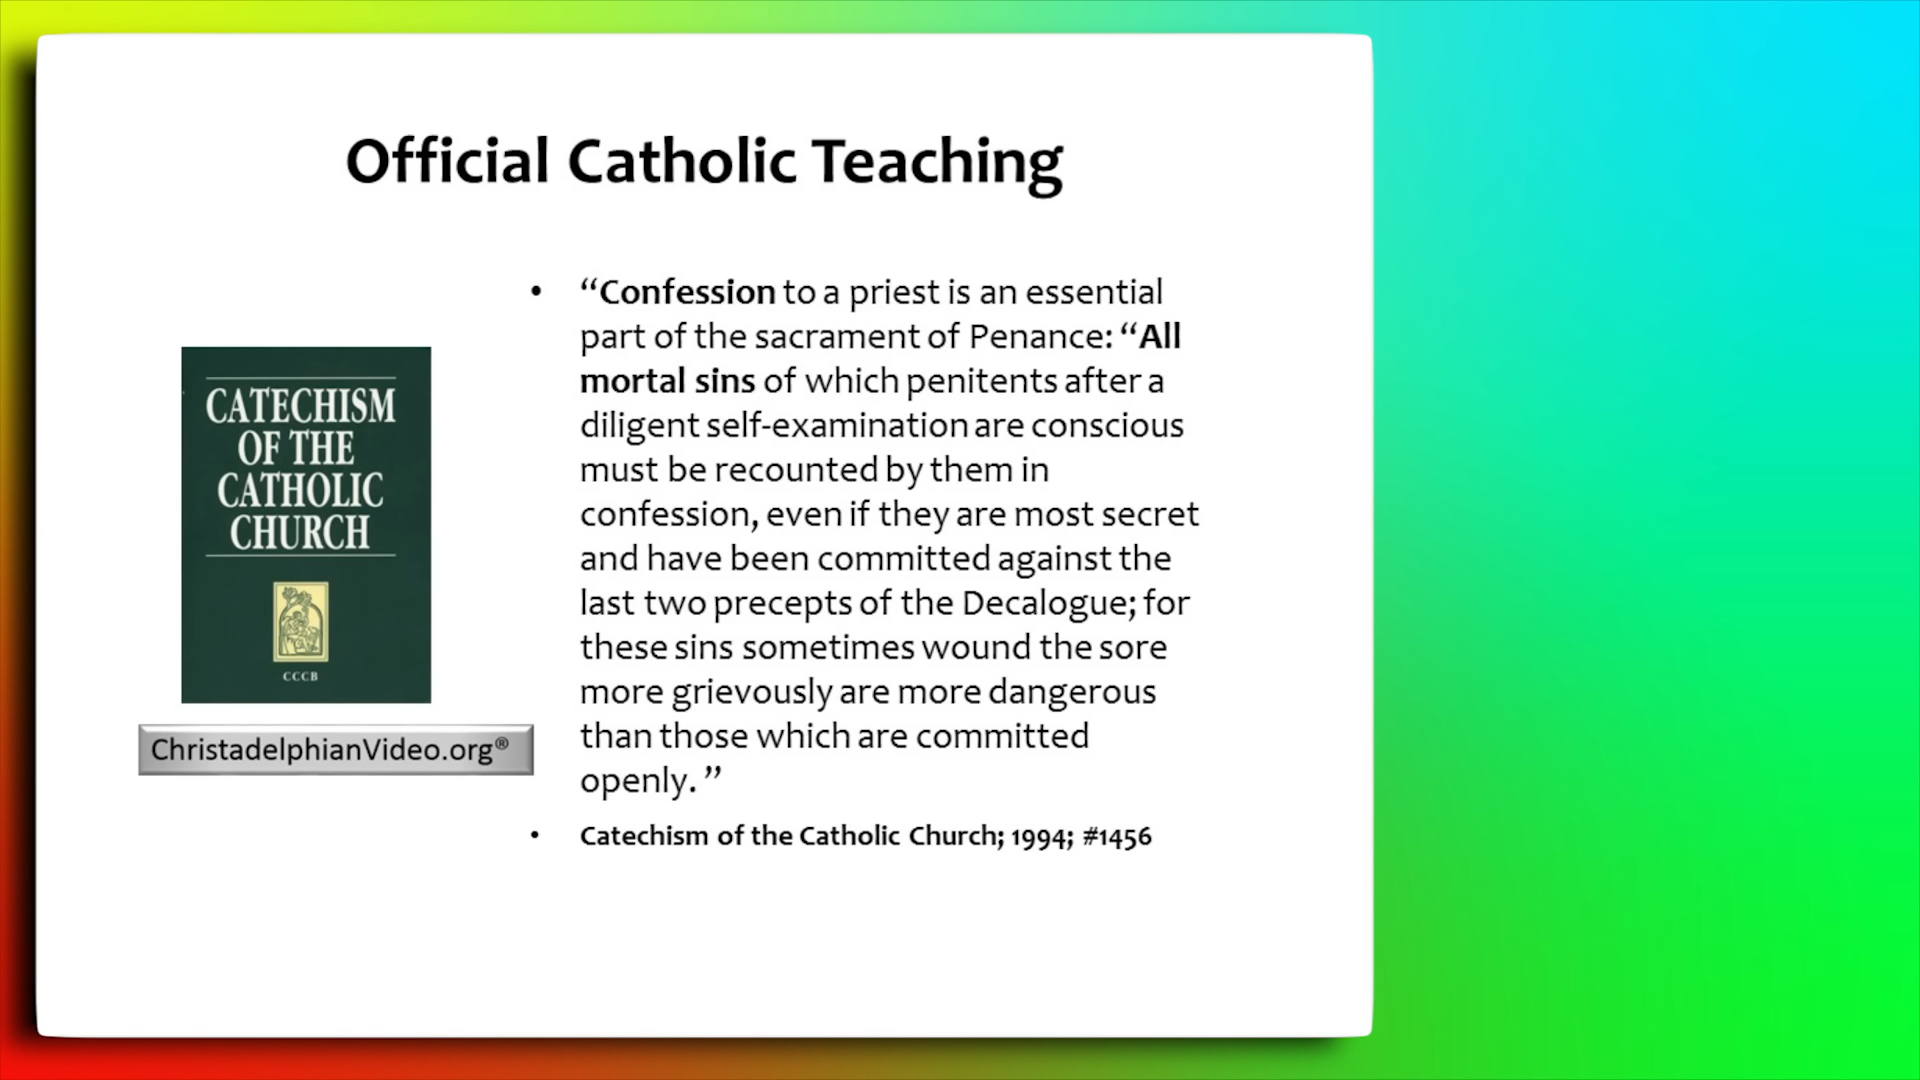 Official Catholic Teaching
• “Confession to a priest is an essential
part of the sacrament of Penance: “All
mortal sins of which penitents after a
diligent self-examination are conscious
must be recounted by them in
confession, even if they are most secret
and have been committed against the
last two precepts of the Decalogue; for
these sins sometimes wound the sore
more grievously are more dangerous
than those which are committed
openly. ”
• Catechism of the Catholic Church; 1994; #1456
CATECHISM
OF THE
CATHOLIC
CHURCH
CCCB
ChristadelphianVideo.org®